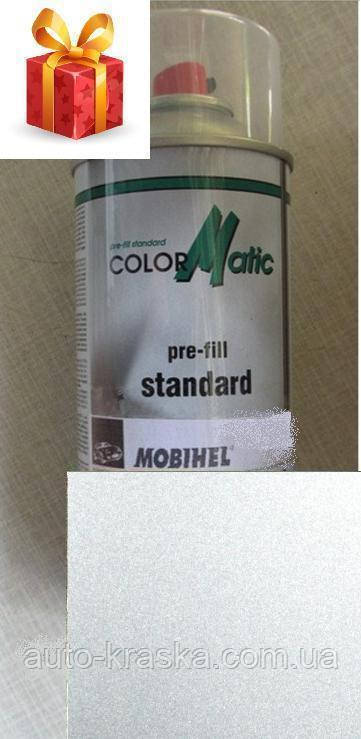 pre-fill standard
COLORMatic
pre-fill
standard
MOBIHEL
auto-kraska.com.ua